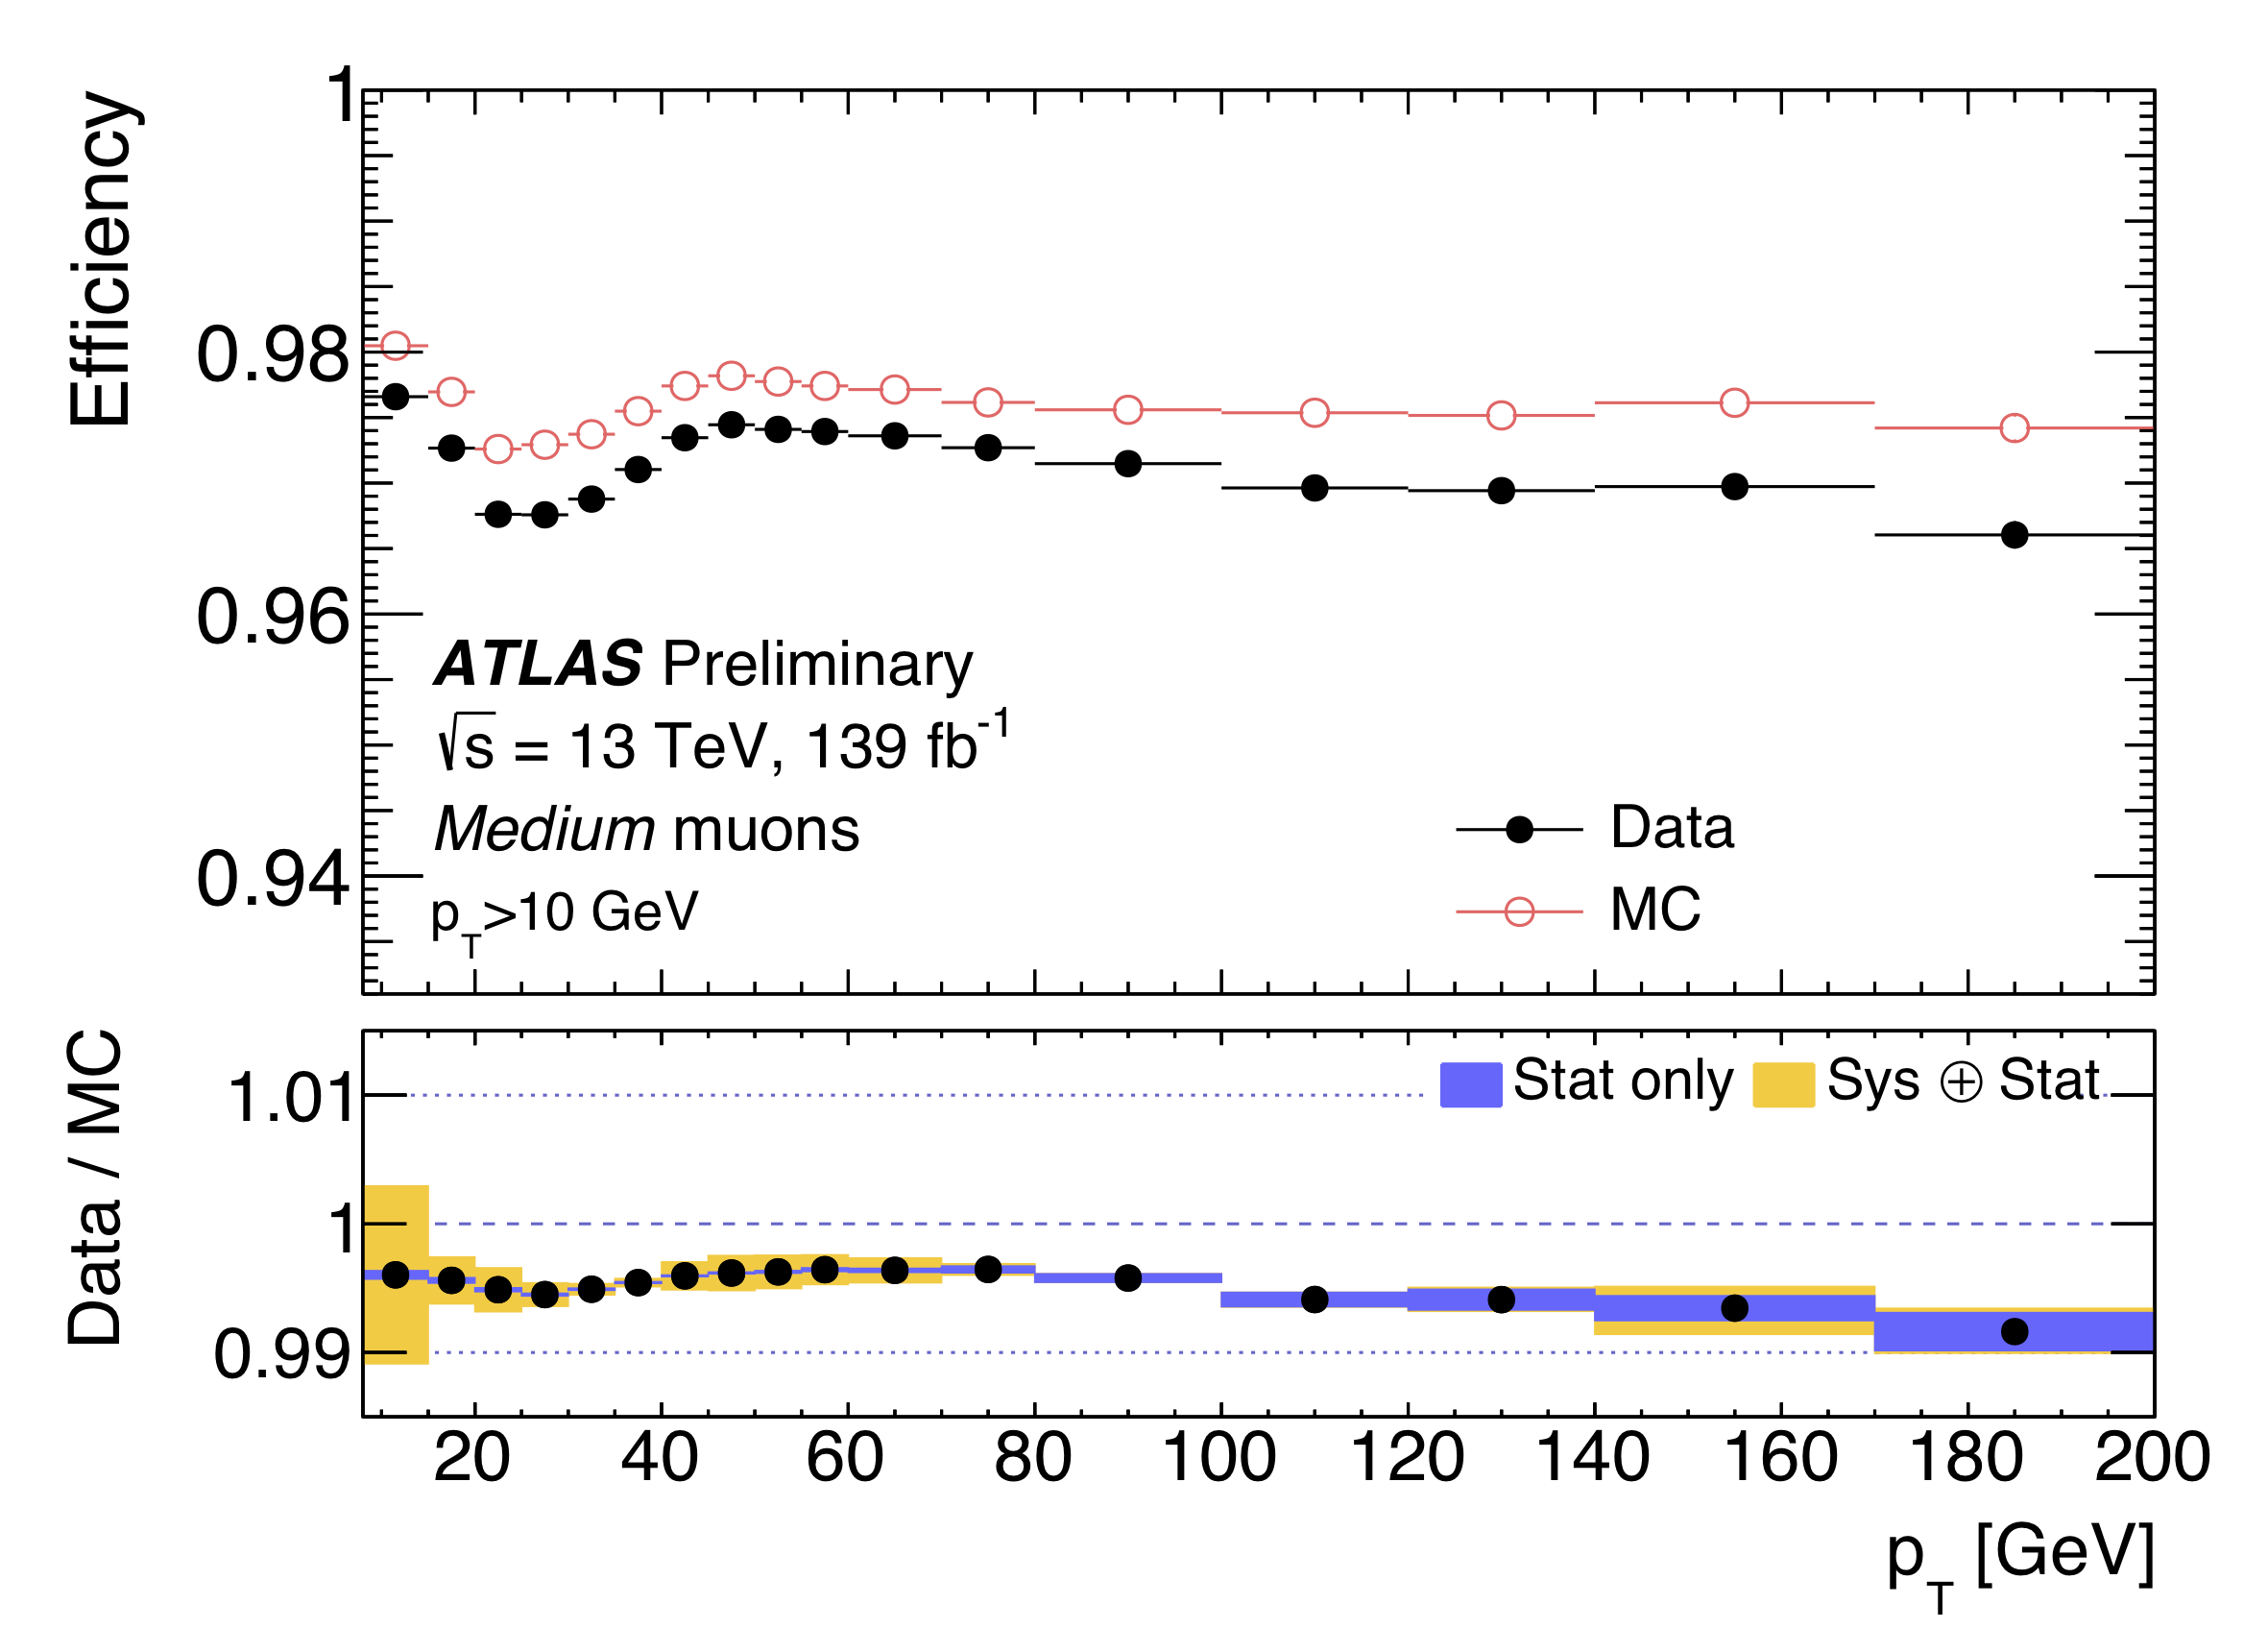 Efficiency
1
0.98
0.96
0.94
ATLAS Preliminary
√s = 13 TeV, 139 fb⁻¹
Medium muons
p_T>10 GeV
Data
MC
Data / MC
1.01
1
0.99
Stat only
Sys ⊕ Stat
20 40 60 80 100 120 140 160 180 200
p_T [GeV]